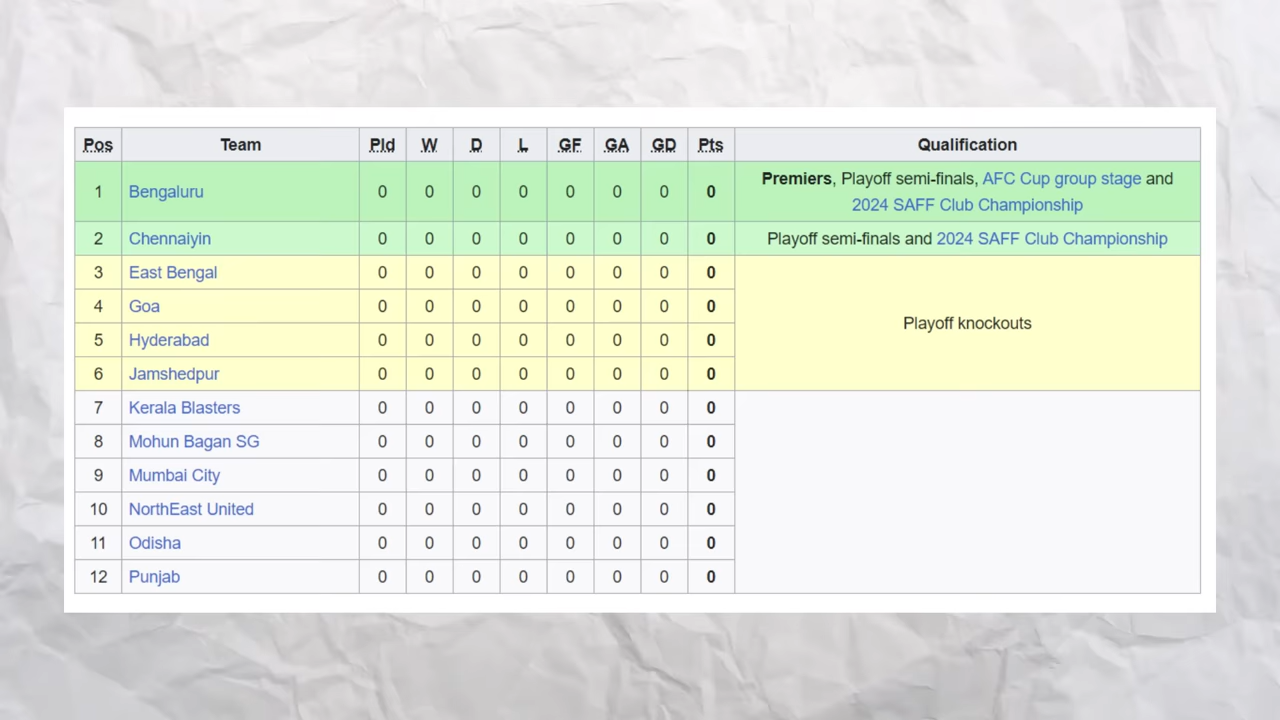 Pos Team Pld W D L GF GA GD Pts Qualification
1 Bengaluru 0 0 0 0 0 0 0 0 Premiers, Playoff semi-finals, AFC Cup group stage and
2024 SAFF Club Championship
2 Chennaiyin 0 0 0 0 0 0 0 0 Playoff semi-finals and 2024 SAFF Club Championship
3 East Bengal 0 0 0 0 0 0 0 0
4 Goa 0 0 0 0 0 0 0 0
Playoff knockouts
5 Hyderabad 0 0 0 0 0 0 0 0
6 Jamshedpur 0 0 0 0 0 0 0 0
7 Kerala Blasters 0 0 0 0 0 0 0 0
8 Mohun Bagan SG 0 0 0 0 0 0 0 0
9 Mumbai City 0 0 0 0 0 0 0 0
10 NorthEast United 0 0 0 0 0 0 0 0
11 Odisha 0 0 0 0 0 0 0 0
12 Punjab 0 0 0 0 0 0 0 0